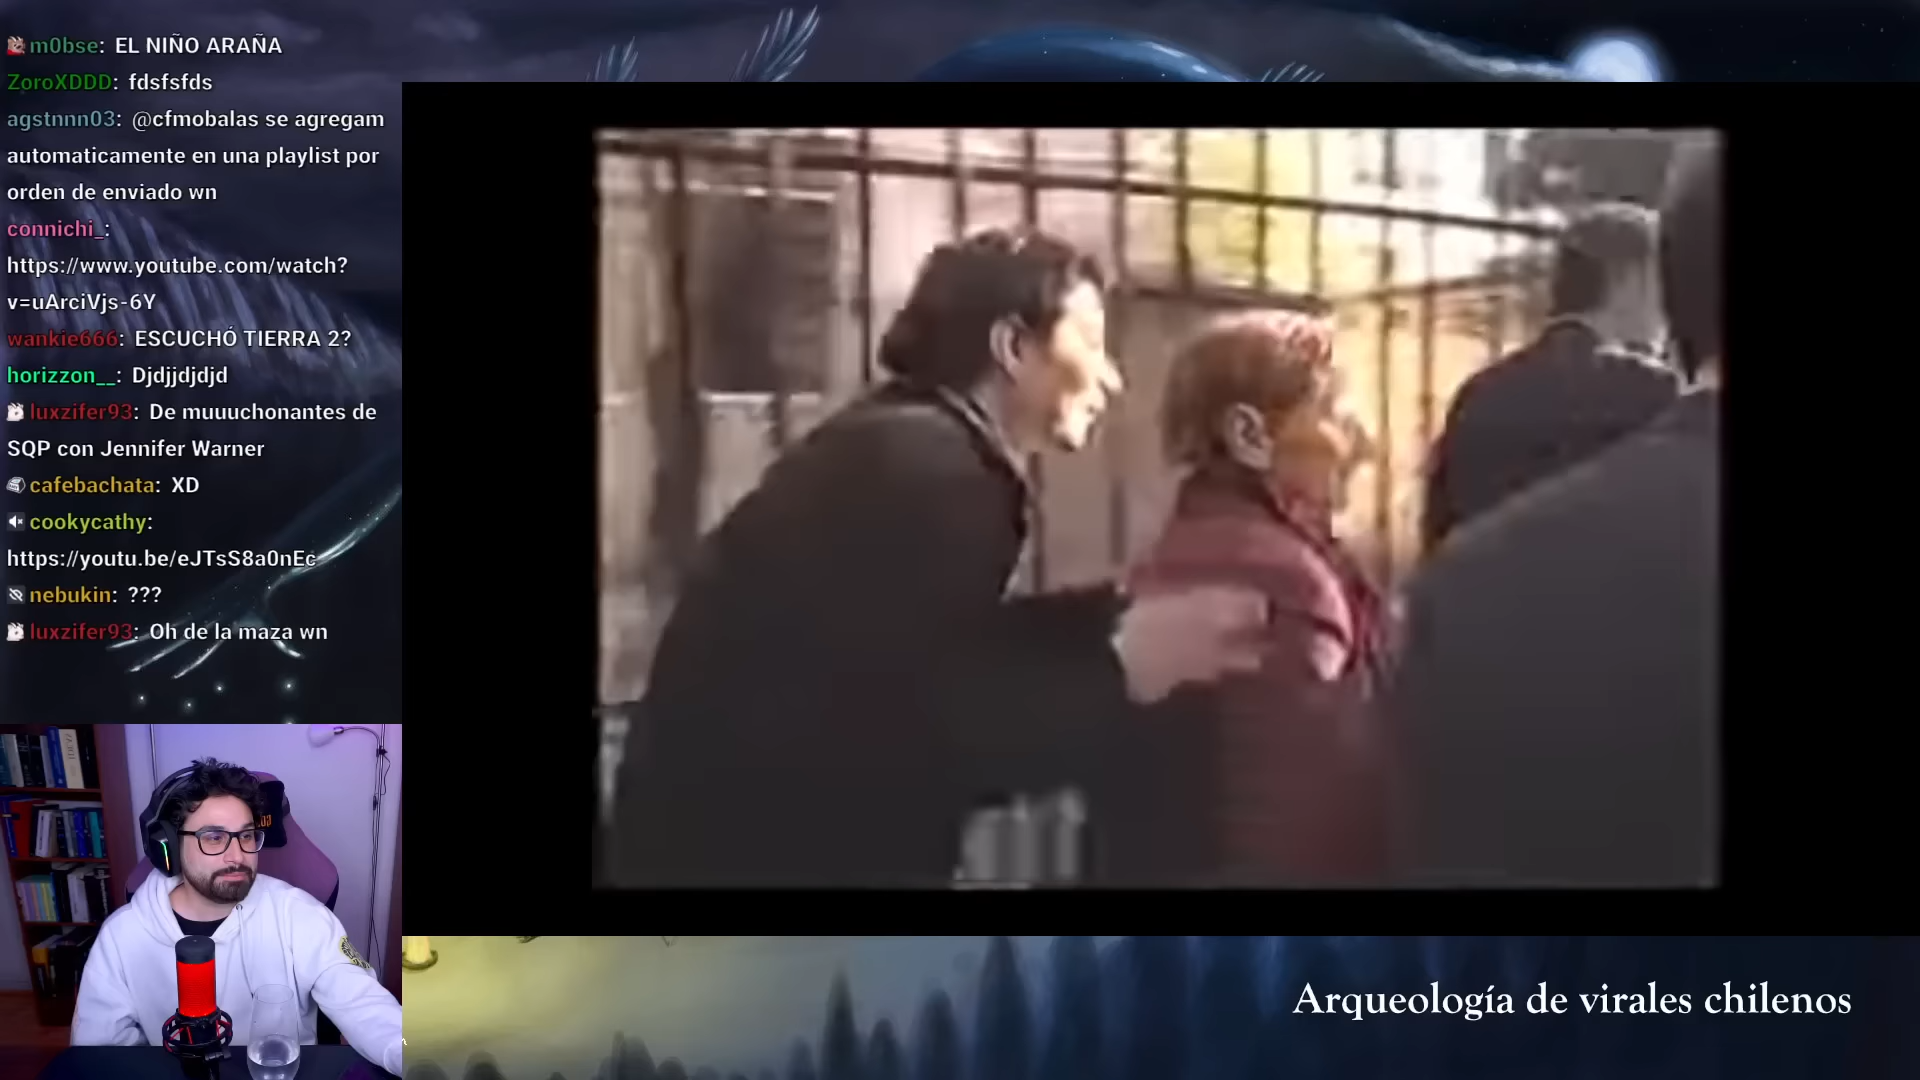 m0bse: EL NIÑO ARAÑA
ZoroXDDD: fdsfsfds
agstnnn03: @cfmobalas se agregam
automaticamente en una playlist por
orden de enviado wn
connichi_:
https://www.youtube.com/watch?
v=uArciVjs-6Y
wankie666: ESCUCHÓ TIERRA 2?
horizzon__: Djdjjdjdjd
luxzifer93: De muuuchonantes de
SQP con Jennifer Warner
cafebachata: XD
cookycathy:
https://youtu.be/eJTsS8a0nEc
nebukin: ???
luxzifer93: Oh de la maza wn
Arqueología de virales chilenos